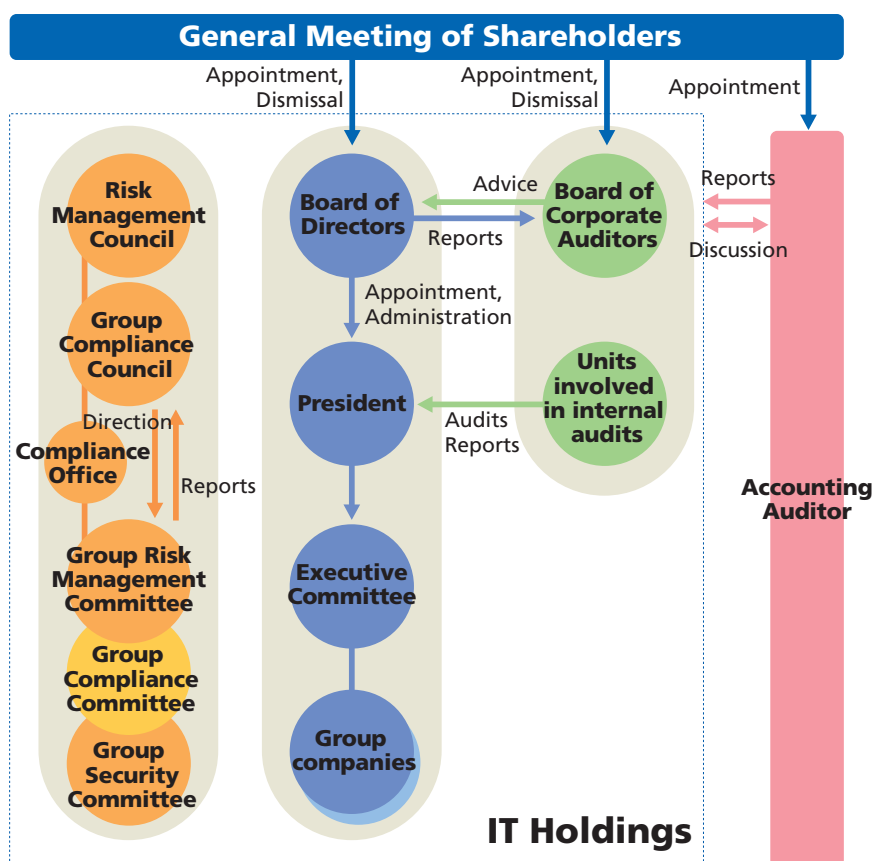 General Meeting of Shareholders
Appointment,
Dismissal
Appointment,
Dismissal
Appointment
Risk
Management
Council
Group
Compliance
Council
Direction
Compliance
Office
Reports
Group Risk
Management
Committee
Group
Compliance
Committee
Group
Security
Committee
Board of
Directors
Advice
Reports
Board of
Corporate
Auditors
Reports
Discussion
Appointment,
Administration
President
Audits
Reports
Units
involved
in internal
audits
Executive
Committee
Group
companies
Accounting
Auditor
IT Holdings